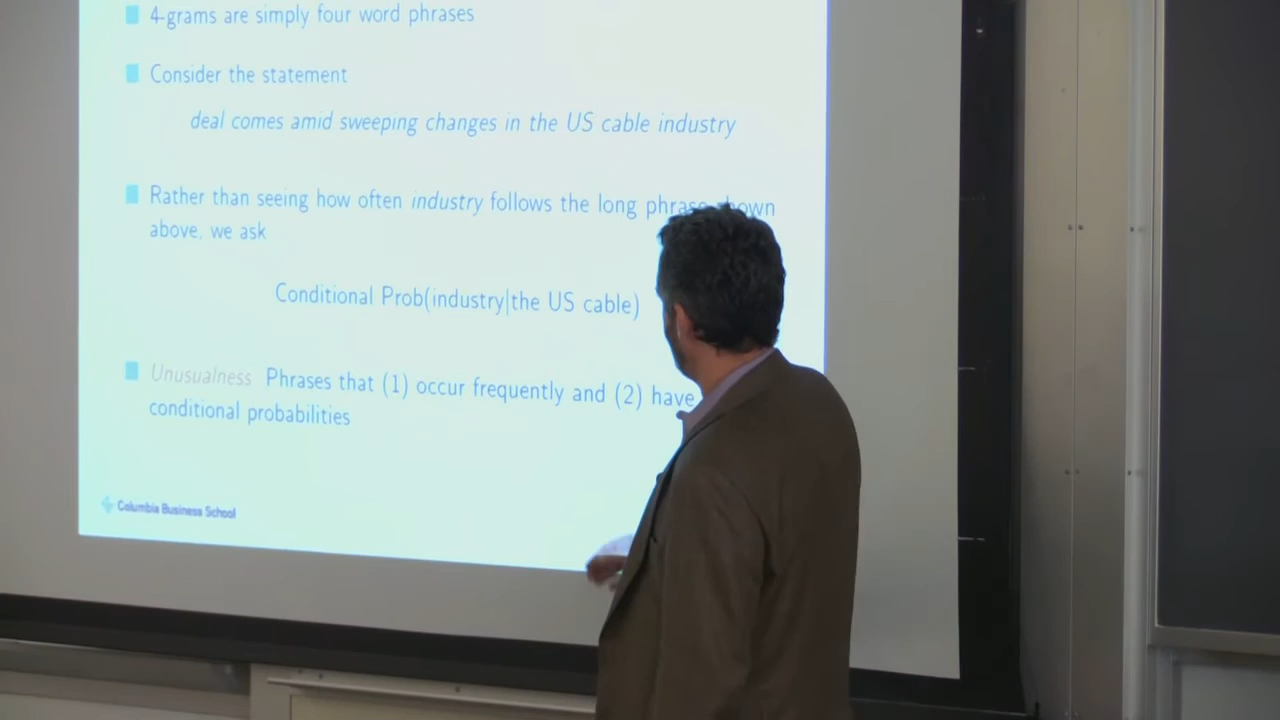 4-grams are simply four word phrases
Consider the statement
deal comes amid sweeping changes in the US cable industry
Rather than seeing how often industry follows the long phrase shown
above, we ask
Conditional Prob(industry|the US cable)
Unusualness Phrases that (1) occur frequently and (2) have
conditional probabilities
Columbia Business School